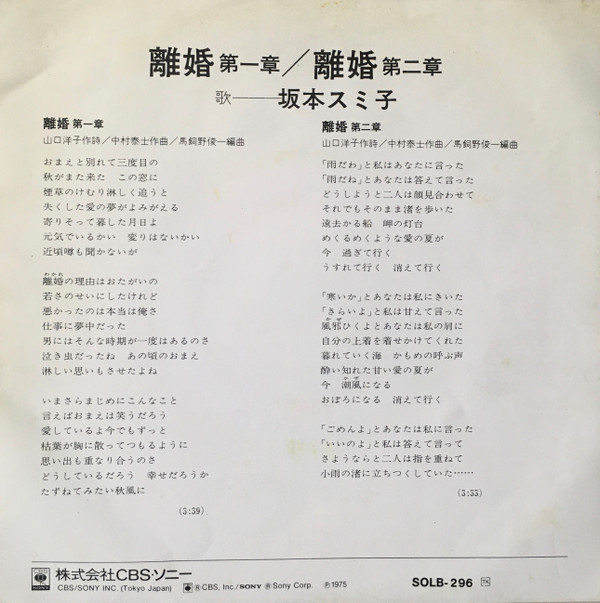 離婚 第一章／離婚 第二章
歌──坂本スミ子
離婚 第一章
山口洋子作詩／中村泰士作曲／馬飼野俊一編曲
おまえと別れて三度目の
秋がまた来た　この窓に
煙草のけむり淋しく追うと
失くした愛の夢がよみがえる
寄りそって暮した月日よ
元気でいるかい　変りはないかい
近頃噂も聞かないが
わかれ
離婚の理由はおたがいの
若さのせいにしたけれど
悪かったのは本当は俺さ
仕事に夢中だった
男にはそんな時期が一度はあるのさ
泣き虫だったね　あの頃のおまえ
淋しい思いもさせたよね
いまさらまじめにこんなこと
言えばおまえは笑うだろう
愛しているよ今でもずっと
枯葉が胸に散ってつもるように
思い出も重なり合うのさ
どうしているだろう　幸せだろうか
たずねてみたい秋風に
(3:39)
離婚 第二章
「雨だわ」と私はあなたに言った
「雨だね」とあなたは答えて言った
どうしようと二人は顔見合わせて
それでもそのまま渚を歩いた
遠去かる船　岬の灯台
めくるめくような愛の夏が
今　過ぎて行く
うすれて行く　消えて行く
「寒いか」とあなたは私にきいた
「きらいよ」と私は甘えて言った
かぜ
風邪ひくよとあなたは私の肩に
自分の上着を着せかけてくれた
暮れていく海　かもめの呼ぶ声
酔い知れた甘い愛の夏が
かぜ
今　潮風になる
おぼろになる　消えて行く
「ごめんよ」とあなたは私に言った
「いいのよ」と私は答えて言って
さようならと二人は指を重ねて
小雨の渚に立ちつくしていた……
(3:33)
CBS SONY 株式会社CBS・ソニー
CBS/SONY INC. (Tokyo Japan)
Ⓡ CBS, Inc./SONY Ⓡ Sony Corp. Ⓟ1975
SOLB-296